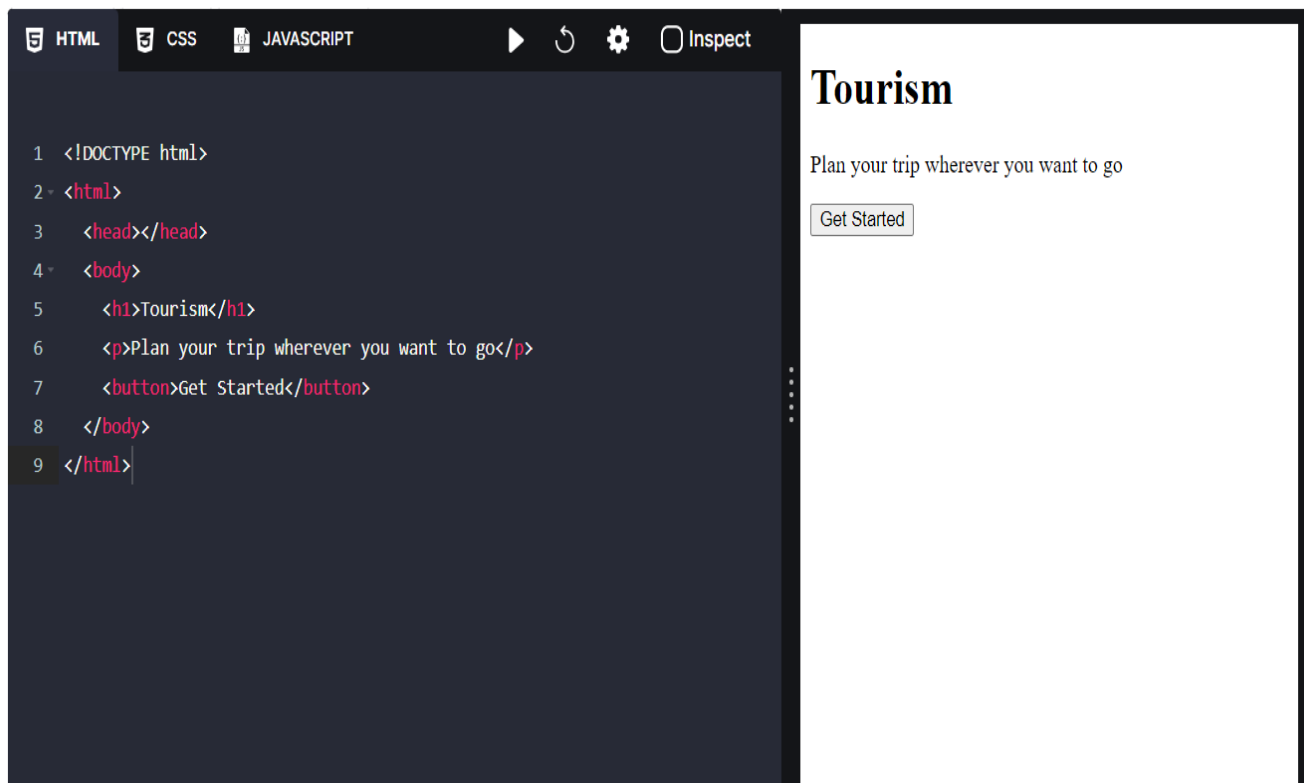 HTML CSS JAVASCRIPT Inspect
1 <!DOCTYPE html>
2 <html>
3 <head></head>
4 <body>
5 <h1>Tourism</h1>
6 <p>Plan your trip wherever you want to go</p>
7 <button>Get Started</button>
8 </body>
9 </html>
Tourism
Plan your trip wherever you want to go
Get Started